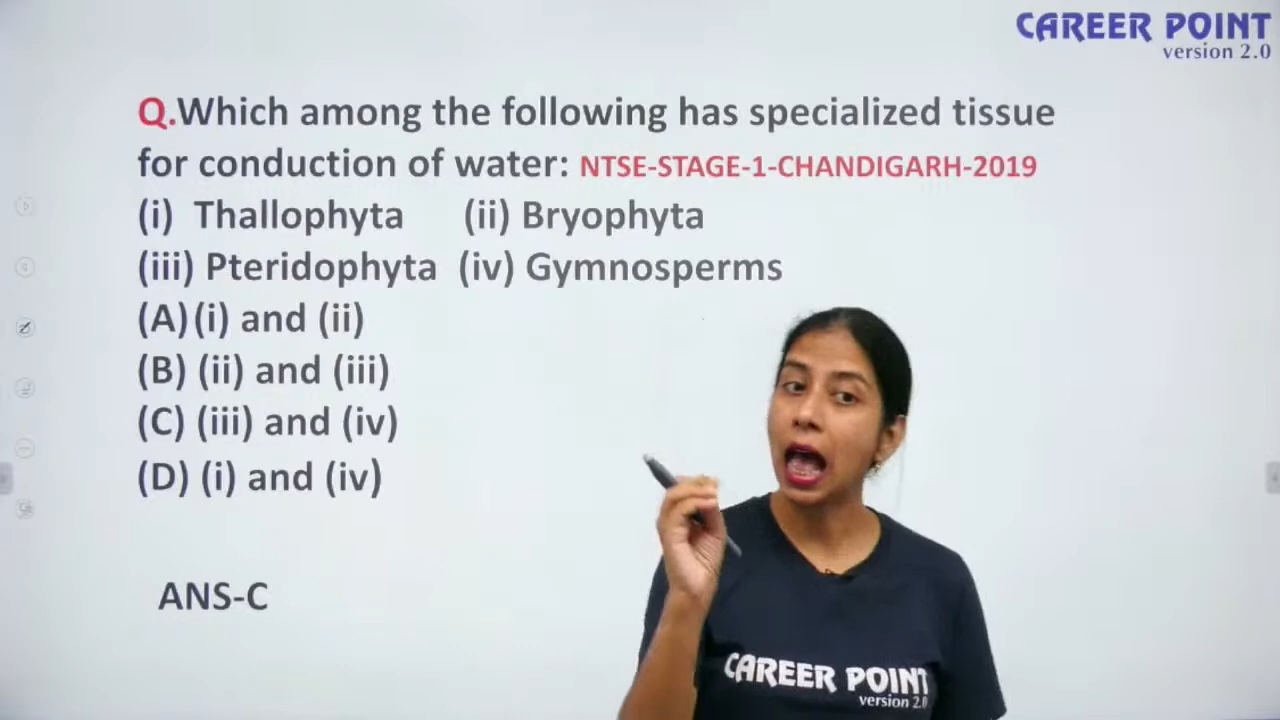 CAREER POINT
version 2.0
Q.Which among the following has specialized tissue
for conduction of water: NTSE-STAGE-1-CHANDIGARH-2019
(i) Thallophyta (ii) Bryophyta
(iii) Pteridophyta (iv) Gymnosperms
(A) (i) and (ii)
(B) (ii) and (iii)
(C) (iii) and (iv)
(D) (i) and (iv)
ANS-C
CAREER POINT
version 2.0